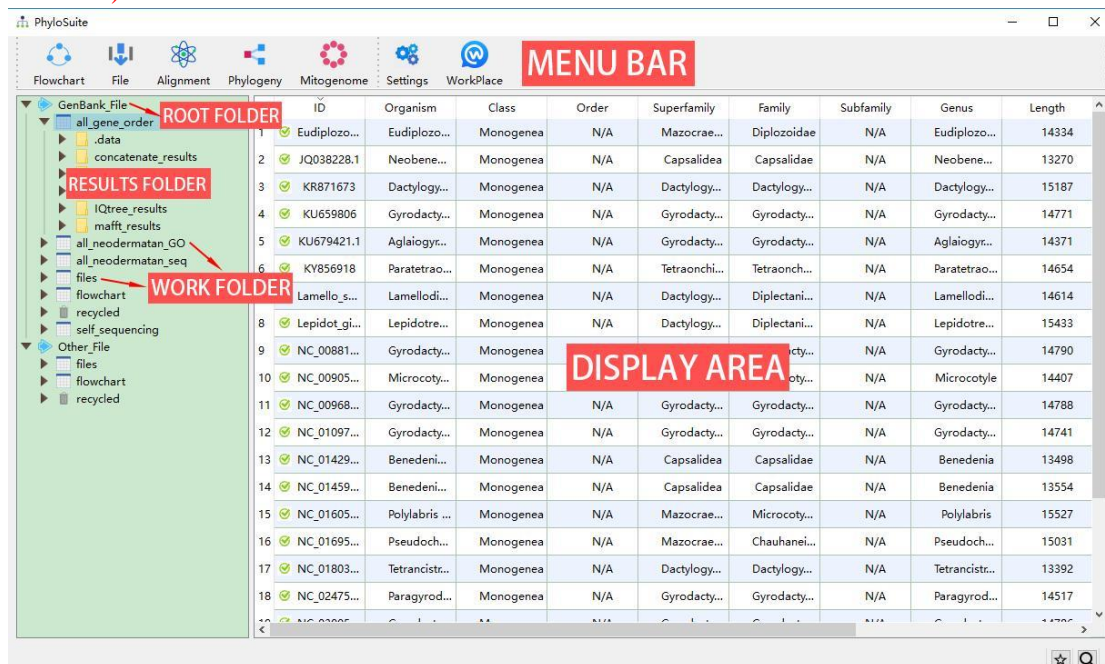 PhyloSuite
Flowchart File Alignment Phylogeny Mitogenome Settings WorkPlace MENU BAR
GenBank_File ROOT FOLDER
all_gene_order
.data
concatenate_results
RESULTS FOLDER
IQtree_results
mafft_results
all_neodermatan_GO
all_neodermatan_seq
files WORK FOLDER
flowchart
recycled
self_sequencing
Other_File
files
flowchart
recycled
ID Organism Class Order Superfamily Family Subfamily Genus Length
1 Eudiplozo... Eudiplozo... Monogenea N/A Mazocrae... Diplozoidae N/A Eudiplozo... 14334
2 JQ038228.1 Neobene... Monogenea N/A Capsalidea Capsalidae N/A Neobene... 13270
3 KR871673 Dactylogy... Monogenea N/A Dactylogy... Dactylogy... N/A Dactylogy... 15187
4 KU659806 Gyrodacty... Monogenea N/A Gyrodacty... Gyrodacty... N/A Gyrodacty... 14771
5 KU679421.1 Aglaiogyr... Monogenea N/A Gyrodacty... Gyrodacty... N/A Aglaiogyr... 14371
6 KY856918 Paratetrao... Monogenea N/A Tetraonchi... Tetraonch... N/A Paratetrao... 14654
Lamello_s... Lamellodi... Monogenea N/A Dactylogy... Diplectani... N/A Lamellodi... 14614
8 Lepidot_gi... Lepidotre... Monogenea N/A Dactylogy... Diplectani... N/A Lepidotre... 15433
9 NC_00881... Gyrodacty... Monogenea N/A Gyrodacty... N/A Gyrodacty... 14790
10 NC_00905... Microcoty... Monogenea DISPLAY AREA N/A Microcotyle 14407
11 NC_00968... Gyrodacty... Monogenea N/A Gyrodacty... Gyrodacty... N/A Gyrodacty... 14788
12 NC_01097... Gyrodacty... Monogenea N/A Gyrodacty... Gyrodacty... N/A Gyrodacty... 14741
13 NC_01429... Benedeni... Monogenea N/A Capsalidea Capsalidae N/A Benedenia 13498
14 NC_01459... Benedeni... Monogenea N/A Capsalidea Capsalidae N/A Benedenia 13554
15 NC_01605... Polylabris ... Monogenea N/A Mazocrae... Microcoty... N/A Polylabris 15527
16 NC_01695... Pseudoch... Monogenea N/A Mazocrae... Chauhanei... N/A Pseudoch... 15031
17 NC_01803... Tetrancistr... Monogenea N/A Dactylogy... Dactylogy... N/A Tetrancistr... 13392
18 NC_02475... Paragyrod... Monogenea N/A Gyrodacty... Gyrodacty... N/A Paragyrod... 14517